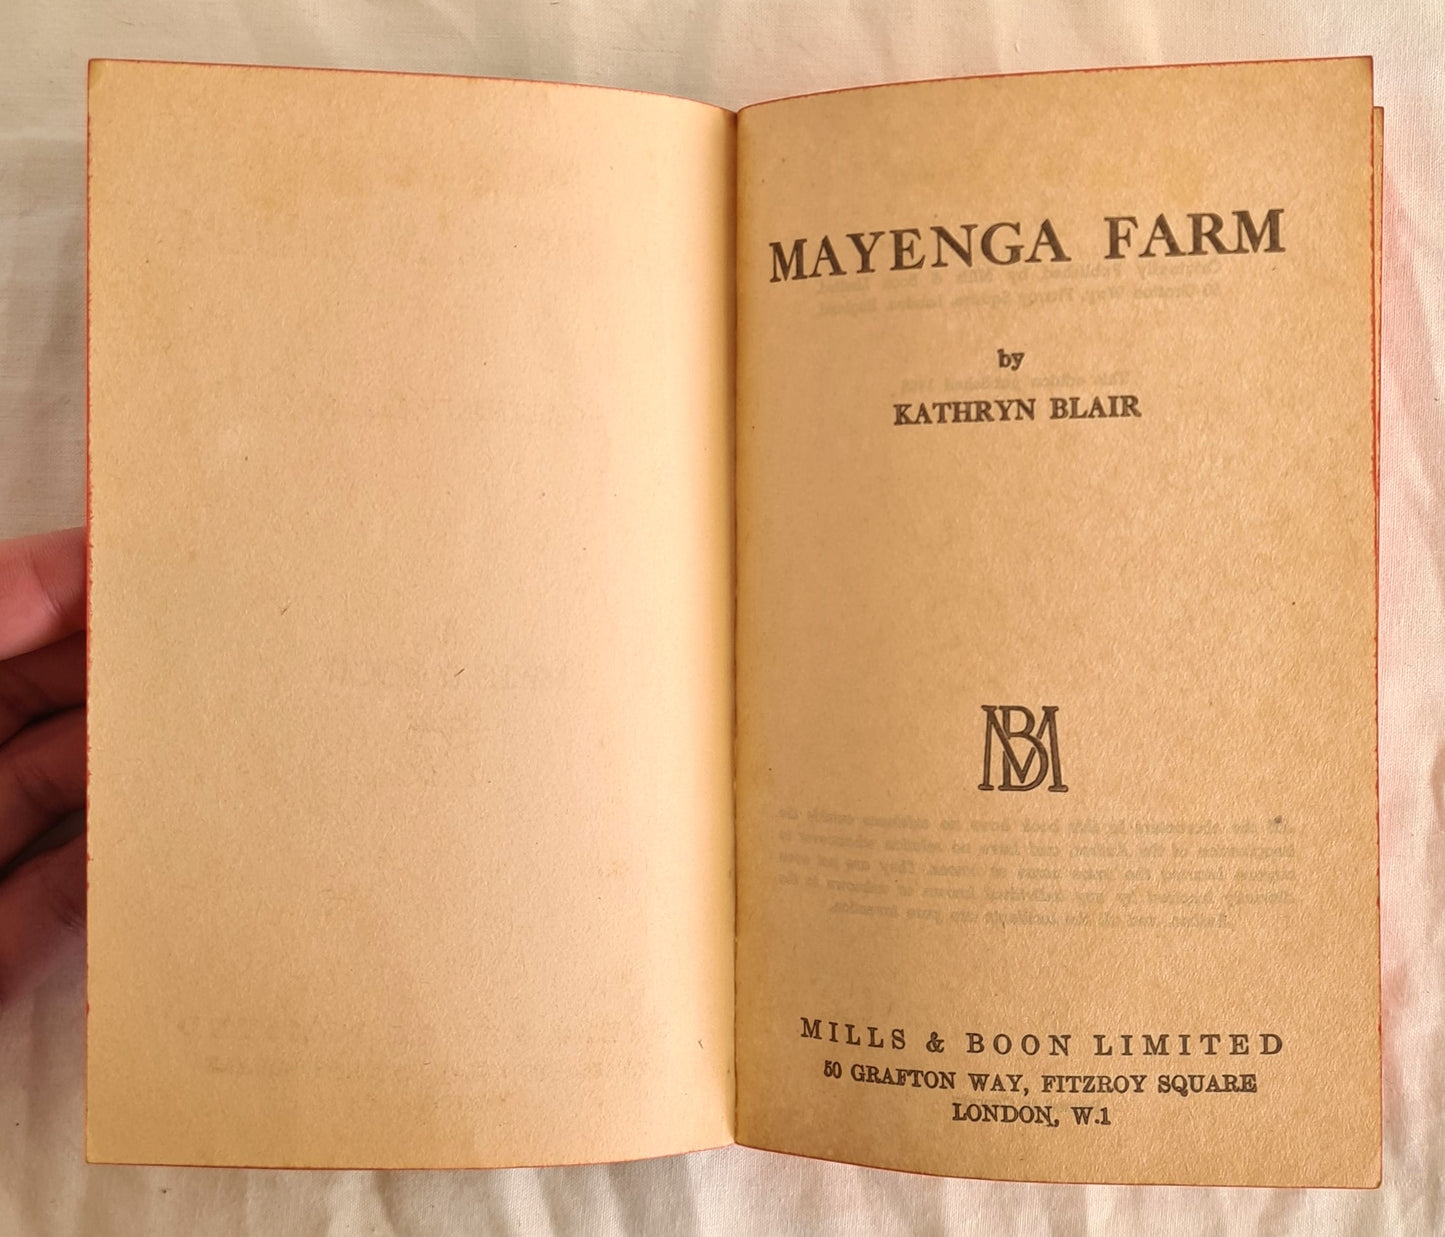 MAYENGA FARM
by
KATHRYN BLAIR
MB
MILLS & BOON LIMITED
50 GRAFTON WAY, FITZROY SQUARE
LONDON, W.1